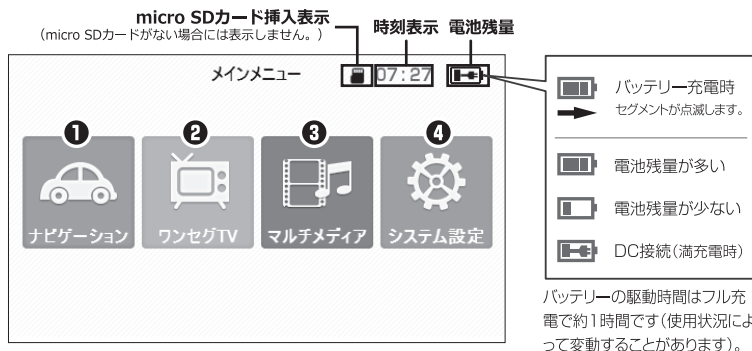 micro SDカード挿入表示
（micro SDカードがない場合には表示しません。）
時刻表示
電池残量
メインメニュー
07:27
❶
❷
❸
❹
ナビゲーション
ワンセグTV
マルチメディア
システム設定
バッテリー充電時
セグメントが点滅します。
電池残量が多い
電池残量が少ない
DC接続（満充電時）
バッテリーの駆動時間はフル充
電で約1時間です（使用状況によ
って変動することがあります）。